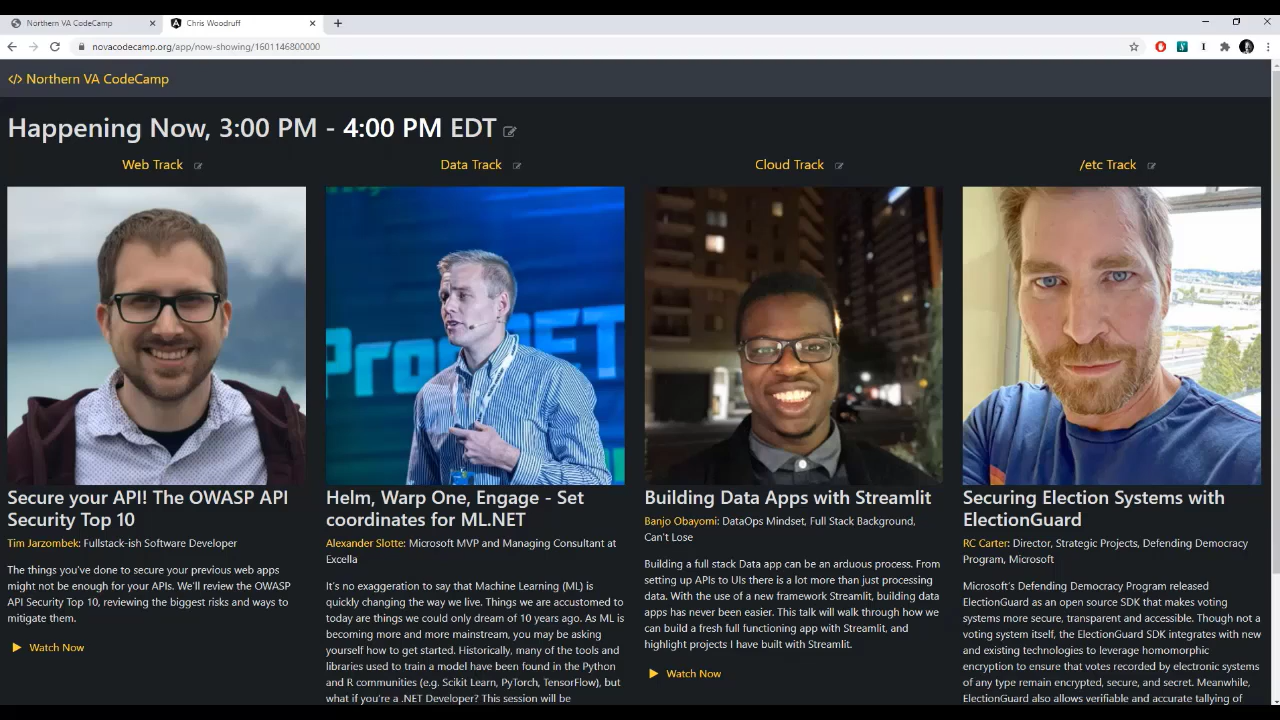 Northern VA CodeCamp
Chris Woodruff
novacodecamp.org/app/now-showing/1601146800000
</> Northern VA CodeCamp
Happening Now, 3:00 PM - 4:00 PM EDT
Web Track
Data Track
Cloud Track
/etc Track
ProgNET
Secure your API! The OWASP API
Security Top 10
Tim Jarzombek: Fullstack-ish Software Developer
The things you've done to secure your previous web apps
might not be enough for your APIs. We'll review the OWASP
API Security Top 10, reviewing the biggest risks and ways to
mitigate them.
Watch Now
Helm, Warp One, Engage - Set
coordinates for ML.NET
Alexander Slotte: Microsoft MVP and Managing Consultant at
Excella
It's no exaggeration to say that Machine Learning (ML) is
quickly changing the way we live. Things we are accustomed to
today are things we could only dream of 10 years ago. As ML is
becoming more and more mainstream, you may be asking
yourself how to get started. Historically, many of the tools and
libraries used to train a model have been found in the Python
and R communities (e.g. Scikit Learn, PyTorch, TensorFlow), but
what if you're a .NET Developer? This session will be
Building Data Apps with Streamlit
Banjo Obayomi: DataOps Mindset, Full Stack Background,
Can't Lose
Building a full stack Data app can be an arduous process. From
setting up APIs to UIs there is a lot more than just processing
data. With the use of a new framework Streamlit, building data
apps has never been easier. This talk will walk through how we
can build a fresh full functioning app with Streamlit, and
highlight projects I have built with Streamlit.
Watch Now
Securing Election Systems with
ElectionGuard
RC Carter: Director, Strategic Projects, Defending Democracy
Program, Microsoft
Microsoft's Defending Democracy Program released
ElectionGuard as an open source SDK that makes voting
systems more secure, transparent and accessible. Though not a
voting system itself, the ElectionGuard SDK integrates with new
and existing technologies to leverage homomorphic
encryption to ensure that votes recorded by electronic systems
of any type remain encrypted, secure, and secret. Meanwhile,
ElectionGuard also allows verifiable and accurate tallying of